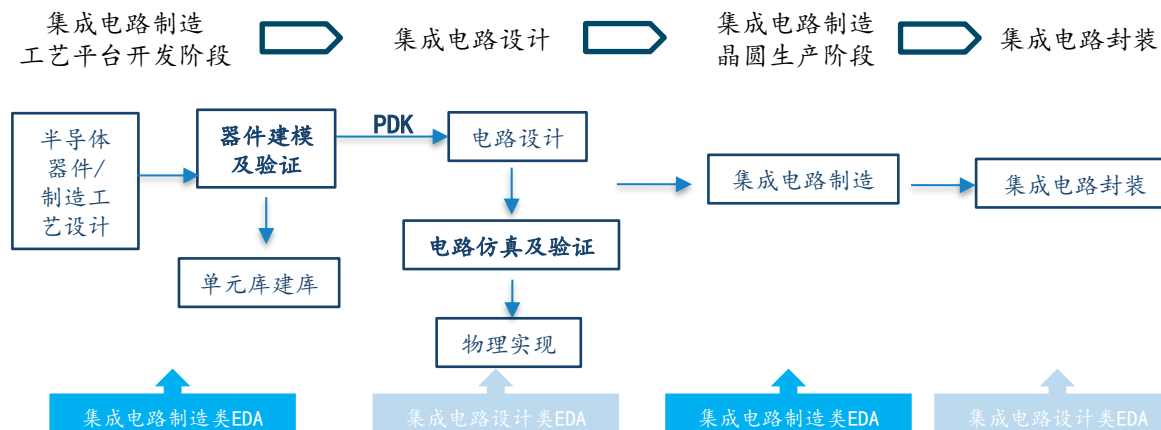 集成电路制造
工艺平台开发阶段
集成电路设计
集成电路制造
晶圆生产阶段
集成电路封装
半导体
器件/
制造工
艺设计
器件建模
及验证
PDK
电路设计
集成电路制造
集成电路封装
电路仿真及验证
单元库建库
物理实现
集成电路制造类EDA
集成电路设计类EDA
集成电路制造类EDA
集成电路设计类EDA